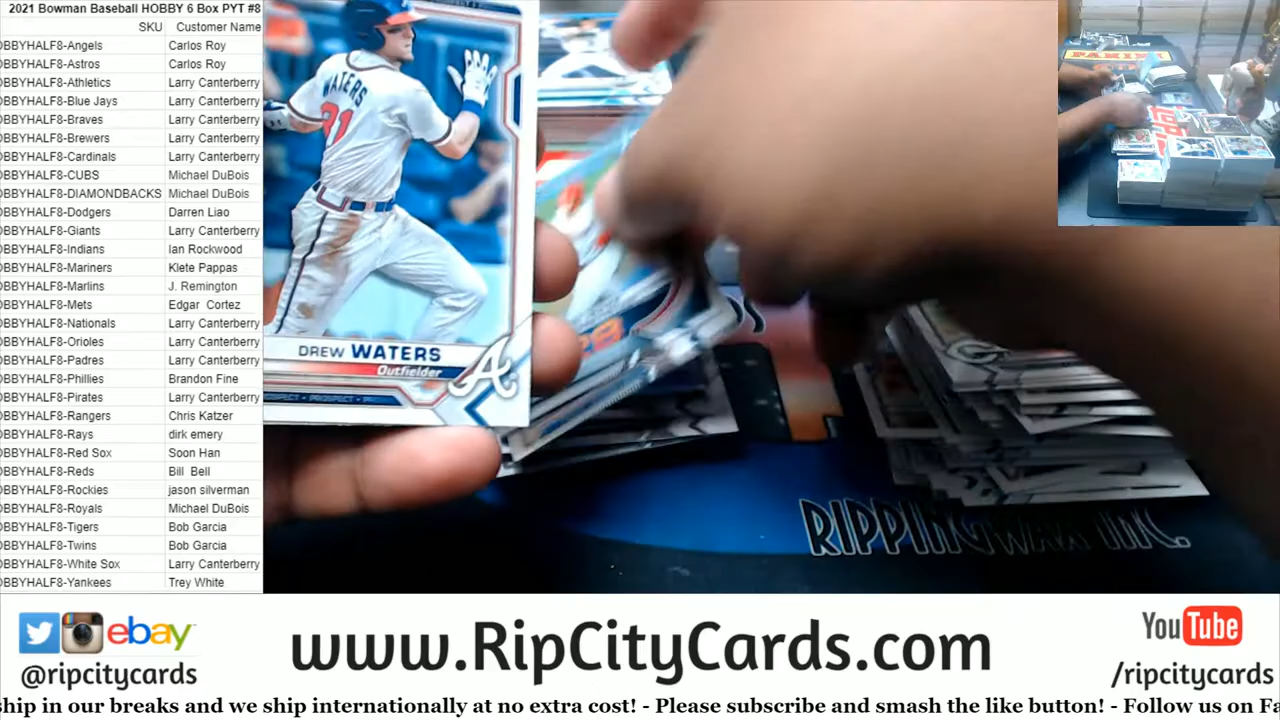 2021 Bowman Baseball HOBBY 6 Box PYT #8
SKU Customer Name
OBBYHALF8-Angels Carlos Roy
OBBYHALF8-Astros Carlos Roy
OBBYHALF8-Athletics Larry Canterberry
OBBYHALF8-Blue Jays Larry Canterberry
OBBYHALF8-Braves Larry Canterberry
OBBYHALF8-Brewers Larry Canterberry
OBBYHALF8-Cardinals Larry Canterberry
OBBYHALF8-CUBS Michael DuBois
OBBYHALF8-DIAMONDBACKS Michael DuBois
OBBYHALF8-Dodgers Darren Liao
OBBYHALF8-Giants Larry Canterberry
OBBYHALF8-Indians Ian Rockwood
OBBYHALF8-Mariners Klete Pappas
OBBYHALF8-Marlins J. Remington
OBBYHALF8-Mets Edgar Cortez
OBBYHALF8-Nationals Larry Canterberry
OBBYHALF8-Orioles Larry Canterberry
OBBYHALF8-Padres Larry Canterberry
OBBYHALF8-Phillies Brandon Fine
OBBYHALF8-Pirates Larry Canterberry
OBBYHALF8-Rangers Chris Katzer
OBBYHALF8-Rays dirk emery
OBBYHALF8-Red Sox Soon Han
OBBYHALF8-Reds Bill Bell
OBBYHALF8-Rockies jason silverman
OBBYHALF8-Royals Michael DuBois
OBBYHALF8-Tigers Bob Garcia
OBBYHALF8-Twins Bob Garcia
OBBYHALF8-White Sox Larry Canterberry
OBBYHALF8-Yankees Trey White
WATERS
31
DREW WATERS
Outfielder
A
PROSPECT
PANINI
RIPPINGWAX INC.
ebay
@ripcitycards
www.RipCityCards.com
YouTube
/ripcitycards
ship in our breaks and we ship internationally at no extra cost! - Please subscribe and smash the like button! - Follow us on Fa